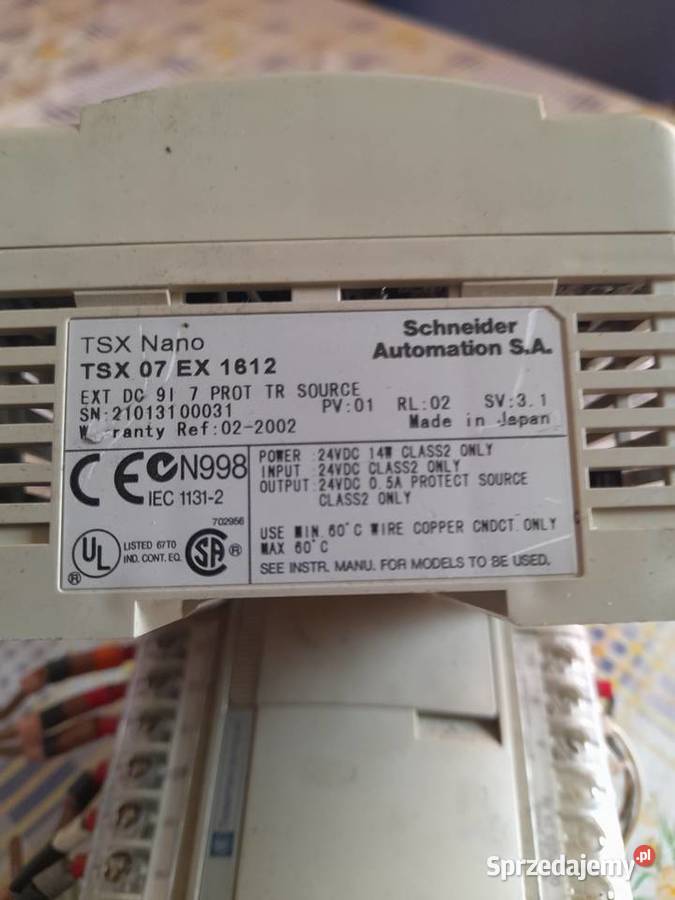 TSX Nano
TSX 07 EX 1612
Schneider
Automation S.A.
EXT DC 9I 7 PROT TR SOURCE
SN:21013100031
PV:01 RL:02 SV:3.1
W rranty Ref:02-2002
Made in Japan
CE N998
IEC 1131-2
702956
UL
®
LISTED 67T0
IND. CONT. EQ.
SA ®
POWER :24VDC 14W CLASS2 ONLY
INPUT :24VDC CLASS2 ONLY
OUTPUT:24VDC 0.5A PROTECT SOURCE
CLASS2 ONLY
USE MIN.60°C WIRE COPPER CNDCT.ONLY
MAX 60°C
SEE INSTR. MANU. FOR MODELS TO BE USED.
Sprzedajemy.pl